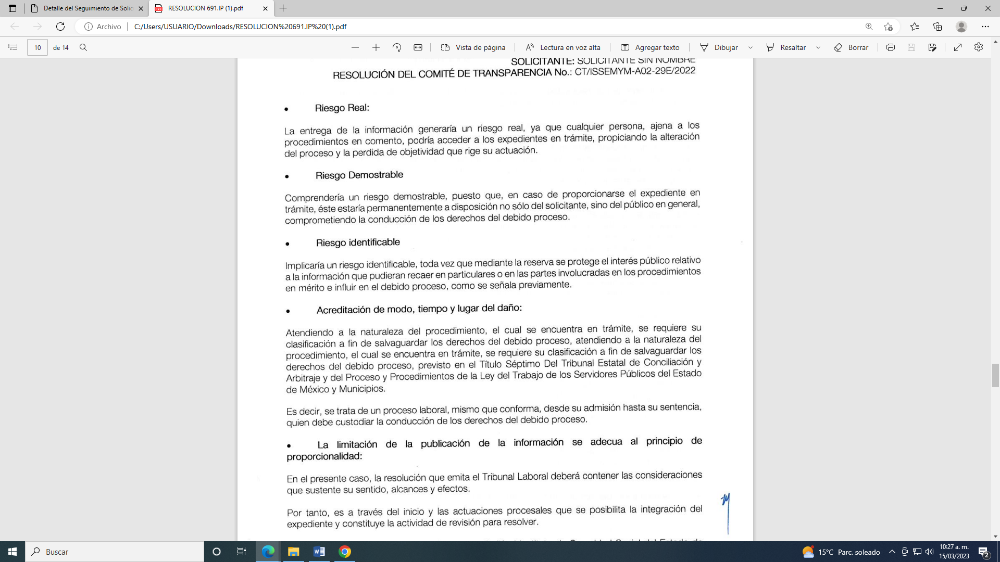 Detalle del Seguimiento de Solic
RESOLUCION 691.IP (1).pdf
Archivo
C:/Users/USUARIO/Downloads/RESOLUCION%20691.IP%20(1).pdf
10 de 14
Vista de página
Lectura en voz alta
Agregar texto
Dibujar
Resaltar
Borrar
SOLICITANTE: SOLICITANTE SIN NOMBRE
RESOLUCIÓN DEL COMITÉ DE TRANSPARENCIA No.: CT/ISSEMYM-A02-29E/2022
• Riesgo Real:
La entrega de la información generaría un riesgo real, ya que cualquier persona, ajena a los
procedimientos en comento, podría acceder a los expedientes en trámite, propiciando la alteración
del proceso y la perdida de objetividad que rige su actuación.
• Riesgo Demostrable
Comprendería un riesgo demostrable, puesto que, en caso de proporcionarse el expediente en
trámite, éste estaría permanentemente a disposición no sólo del solicitante, sino del público en general,
comprometiendo la conducción de los derechos del debido proceso.
• Riesgo identificable
Implicaría un riesgo identificable, toda vez que mediante la reserva se protege el interés público relativo
a la información que pudieran recaer en particulares o en las partes involucradas en los procedimientos
en mérito e influir en el debido proceso, como se señala previamente.
• Acreditación de modo, tiempo y lugar del daño:
Atendiendo a la naturaleza del procedimiento, el cual se encuentra en trámite, se requiere su
clasificación a fin de salvaguardar los derechos del debido proceso, atendiendo a la naturaleza del
procedimiento, el cual se encuentra en trámite, se requiere su clasificación a fin de salvaguardar los
derechos del debido proceso, previsto en el Título Séptimo Del Tribunal Estatal de Conciliación y
Arbitraje y del Proceso y Procedimientos de la Ley del Trabajo de los Servidores Públicos del Estado
de México y Municipios.
Es decir, se trata de un proceso laboral, mismo que conforma, desde su admisión hasta su sentencia,
quien debe custodiar la conducción de los derechos del debido proceso.
• La limitación de la publicación de la información se adecua al principio de
proporcionalidad:
En el presente caso, la resolución que emita el Tribunal Laboral deberá contener las consideraciones
que sustente su sentido, alcances y efectos.
Por tanto, es a través del inicio y las actuaciones procesales que se posibilita la integración del
expediente y constituye la actividad de revisión para resolver.
Seguridad Social del Estado de
Buscar
15°C Parc. soleado
10:27 a. m.
15/03/2023
2